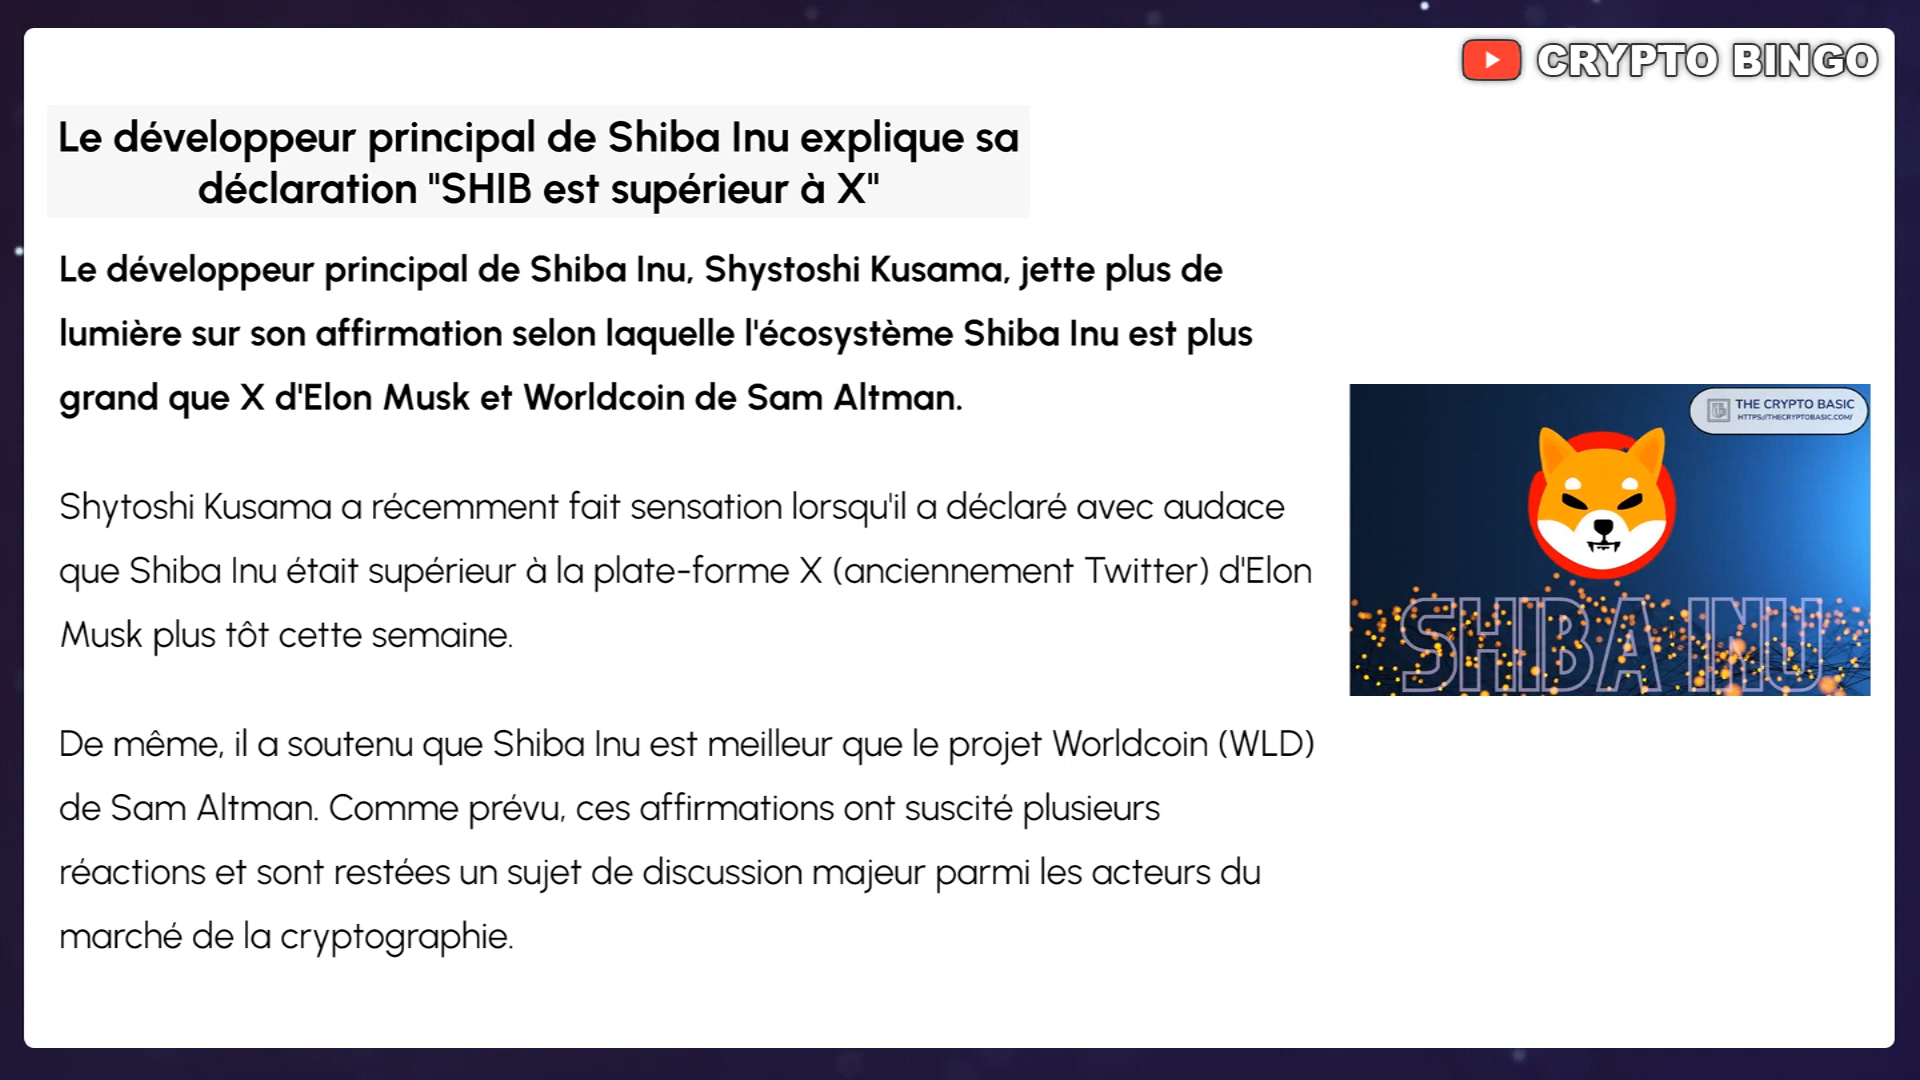 CRYPTO BINGO
Le développeur principal de Shiba Inu explique sa
déclaration "SHIB est supérieur à X"
Le développeur principal de Shiba Inu, Shystoshi Kusama, jette plus de
lumière sur son affirmation selon laquelle l'écosystème Shiba Inu est plus
grand que X d'Elon Musk et Worldcoin de Sam Altman.
Shytoshi Kusama a récemment fait sensation lorsqu'il a déclaré avec audace
que Shiba Inu était supérieur à la plate-forme X (anciennement Twitter) d'Elon
Musk plus tôt cette semaine.
De même, il a soutenu que Shiba Inu est meilleur que le projet Worldcoin (WLD)
de Sam Altman. Comme prévu, ces affirmations ont suscité plusieurs
réactions et sont restées un sujet de discussion majeur parmi les acteurs du
marché de la cryptographie.
THE CRYPTO BASIC
HTTPS://THECRYPTOBASIC.COM/
SHIBA INU